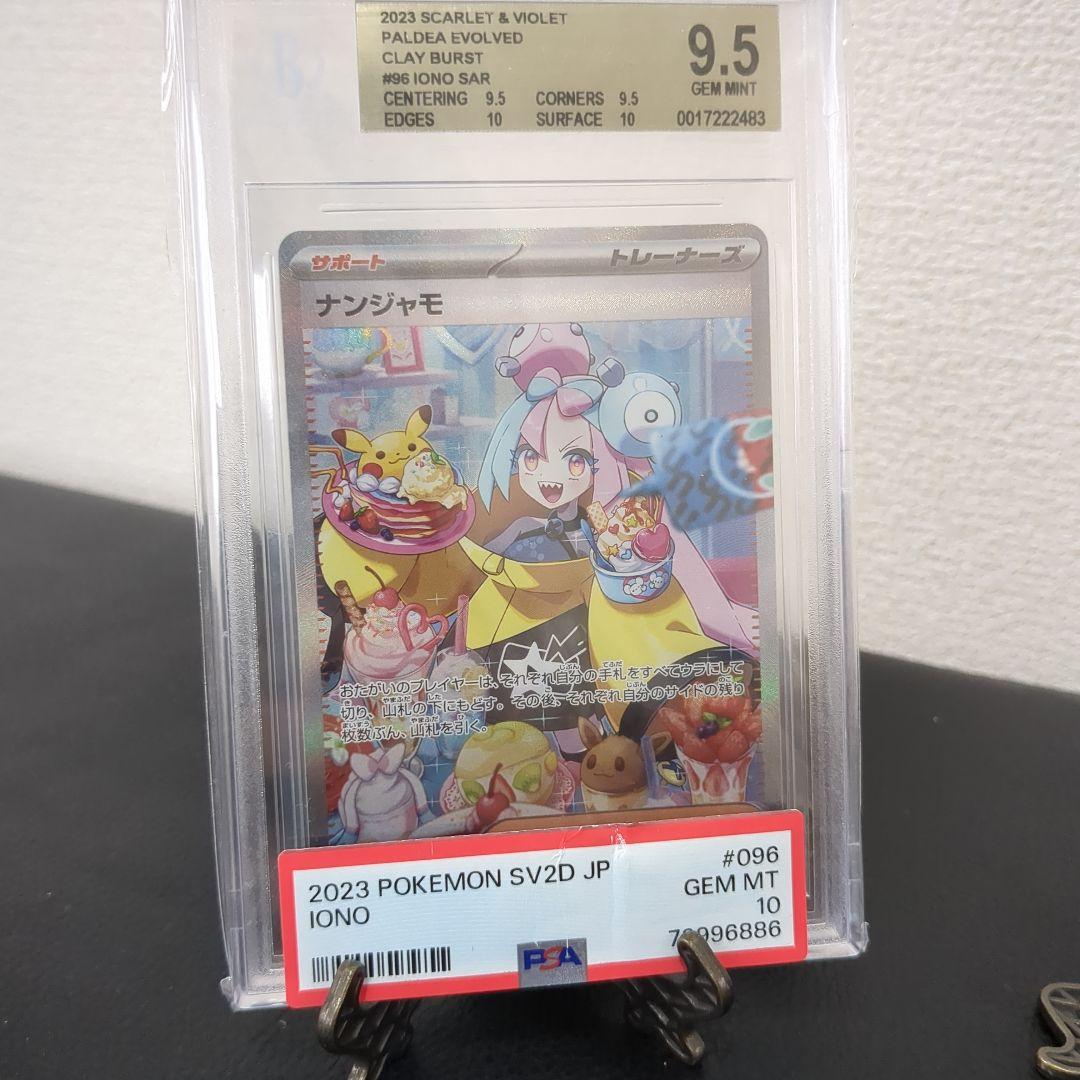 2023 SCARLET & VIOLET
PALDEA EVOLVED
CLAY BURST
#96 IONO SAR
9.5
GEM MINT
CENTERING 9.5 CORNERS 9.5
EDGES 10 SURFACE 10
0017222483
サポート
トレーナーズ
ナンジャモ
おたがいのプレイヤーは、それぞれ自分の手札をすべてウラにして
切り、山札の下にもどす。その後、それぞれ自分のサイドの残り
枚数ぶん、山札を引く。
2023 POKEMON SV2D JP
IONO
#096
GEM MT
10
PSA